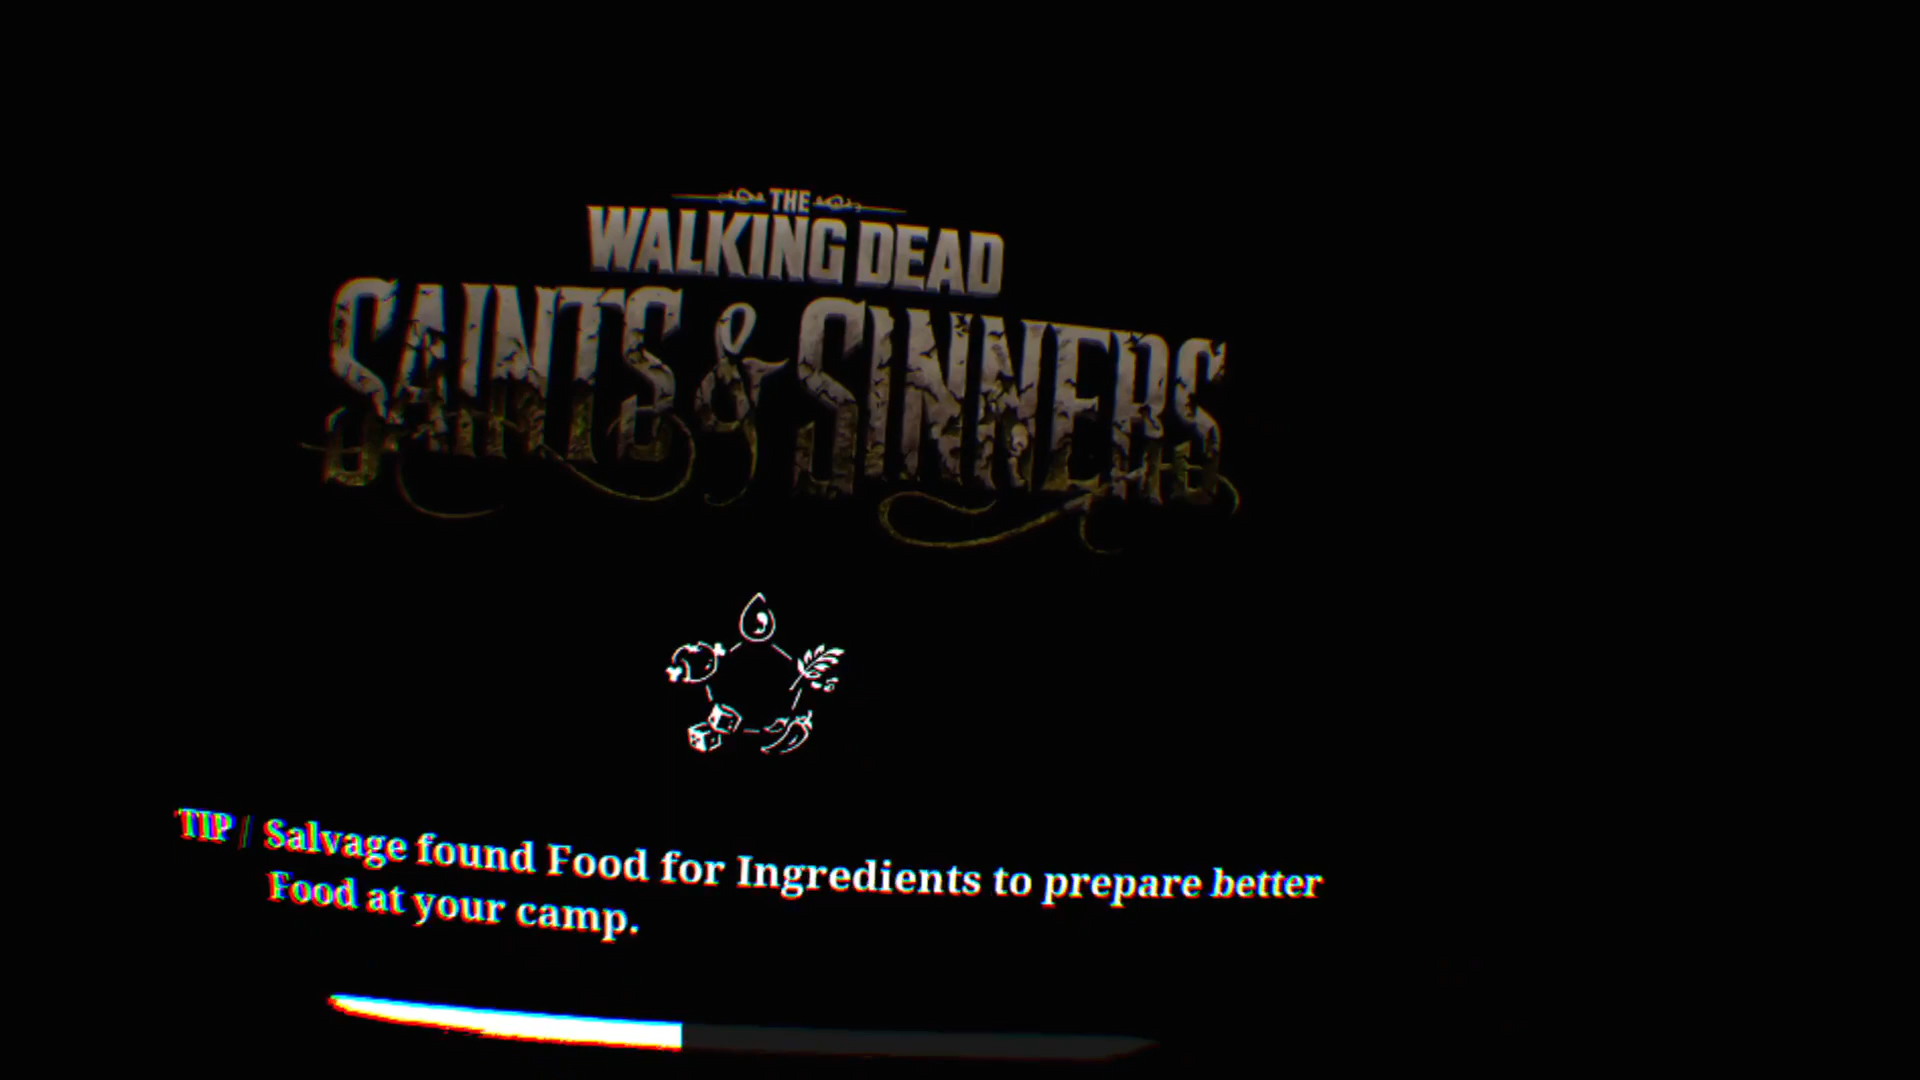 THE
WALKING DEAD
SAINTS & SINNERS
TIP / Salvage found Food for Ingredients to prepare better
Food at your camp.